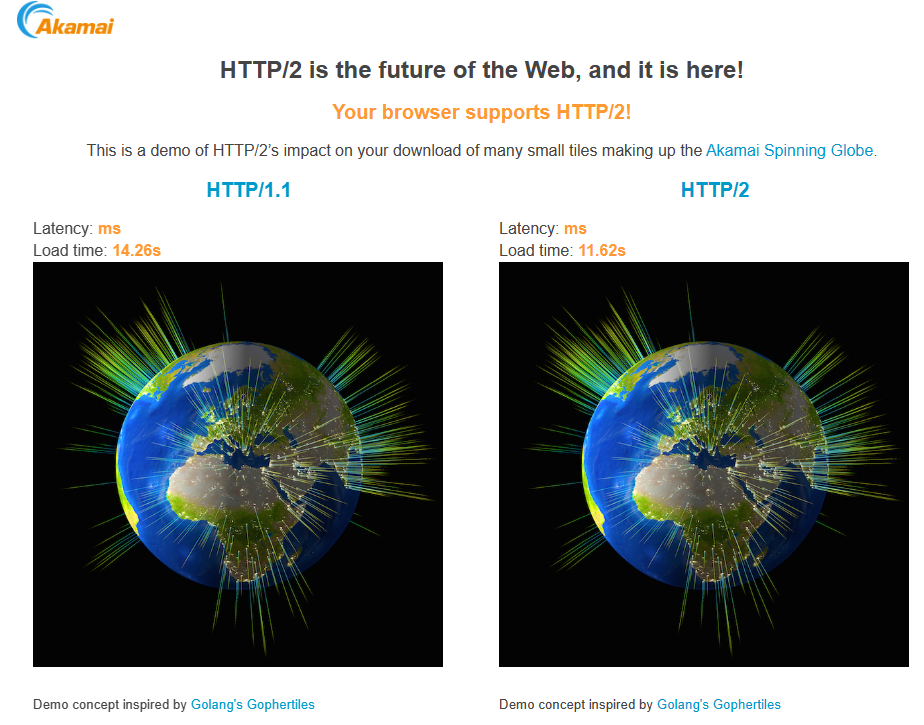 Akamai
HTTP/2 is the future of the Web, and it is here!
Your browser supports HTTP/2!
This is a demo of HTTP/2's impact on your download of many small tiles making up the Akamai Spinning Globe.
HTTP/1.1
Latency: ms
Load time: 14.26s
Demo concept inspired by Golang's Gophertiles
HTTP/2
Latency: ms
Load time: 11.62s
Demo concept inspired by Golang's Gophertiles